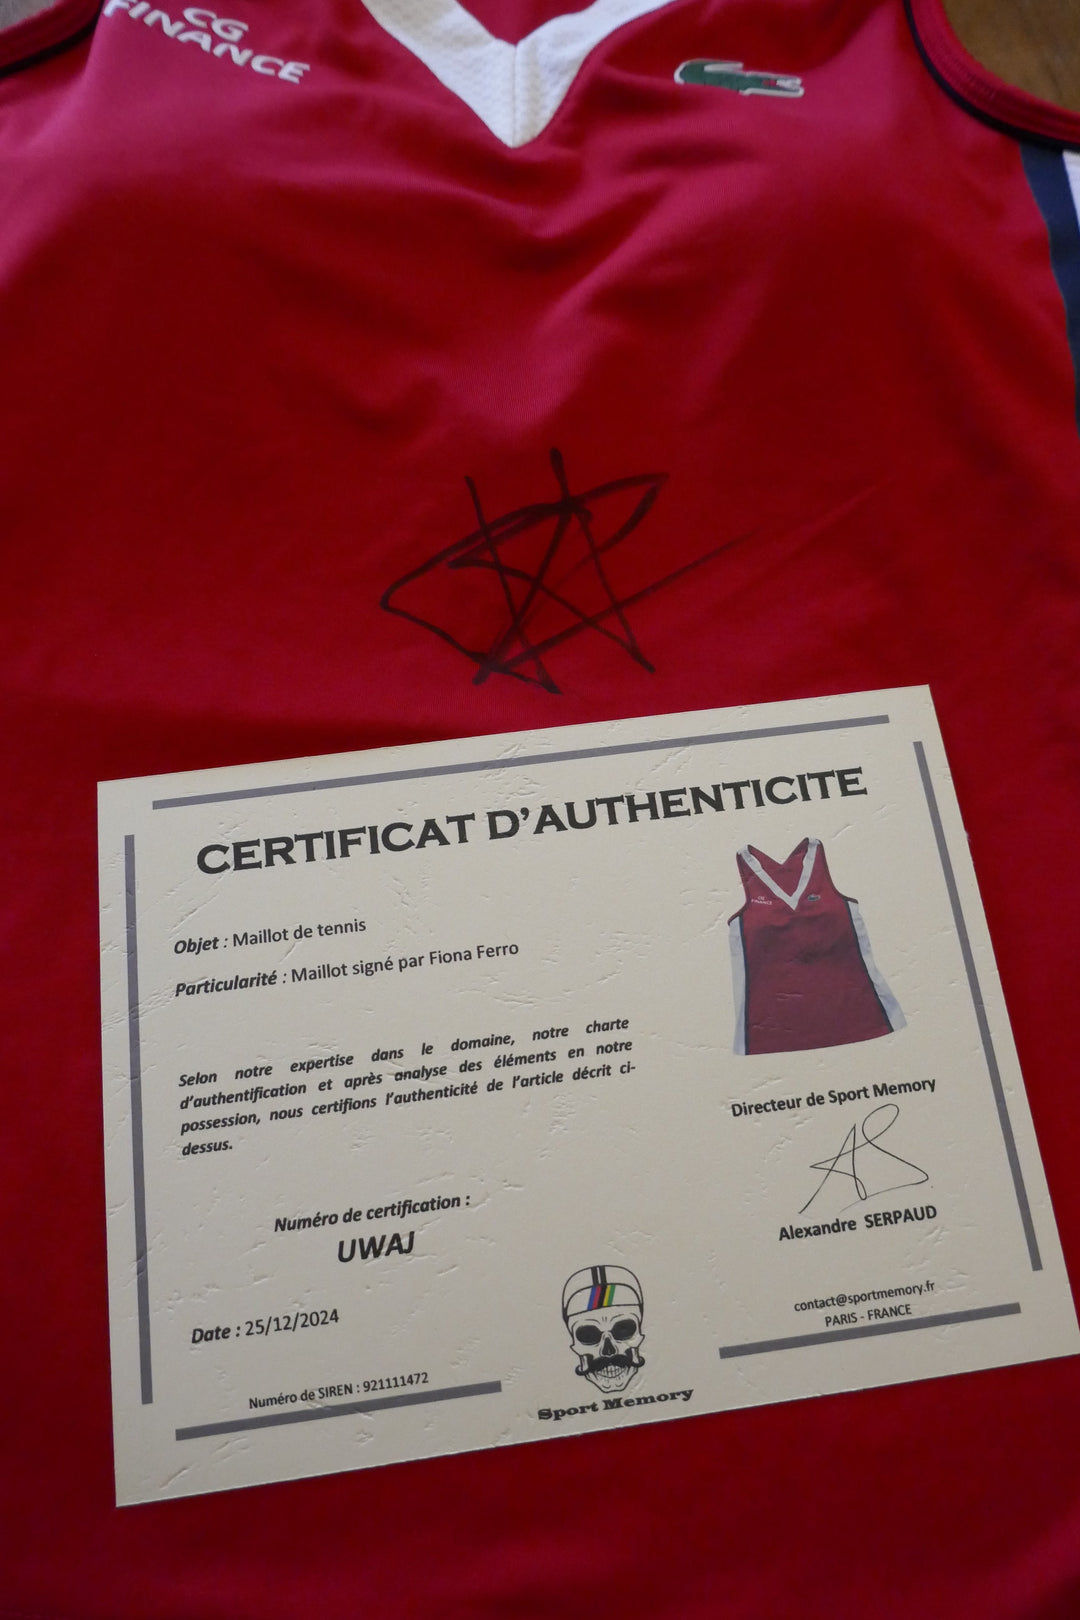 CG
FINANCE
CERTIFICAT D'AUTHENTICITE
Objet : Maillot de tennis
Particularité : Maillot signé par Fiona Ferro
CG
FINANCE
Selon notre expertise dans le domaine, notre charte
d'authentification et après analyse des éléments en notre
possession, nous certifions l'authenticité de l'article décrit ci-
dessus.
Directeur de Sport Memory
Alexandre SERPAUD
Numéro de certification :
UWAJ
contact@sportmemory.fr
PARIS - FRANCE
Date : 25/12/2024
Numéro de SIREN : 921111472
Sport Memory